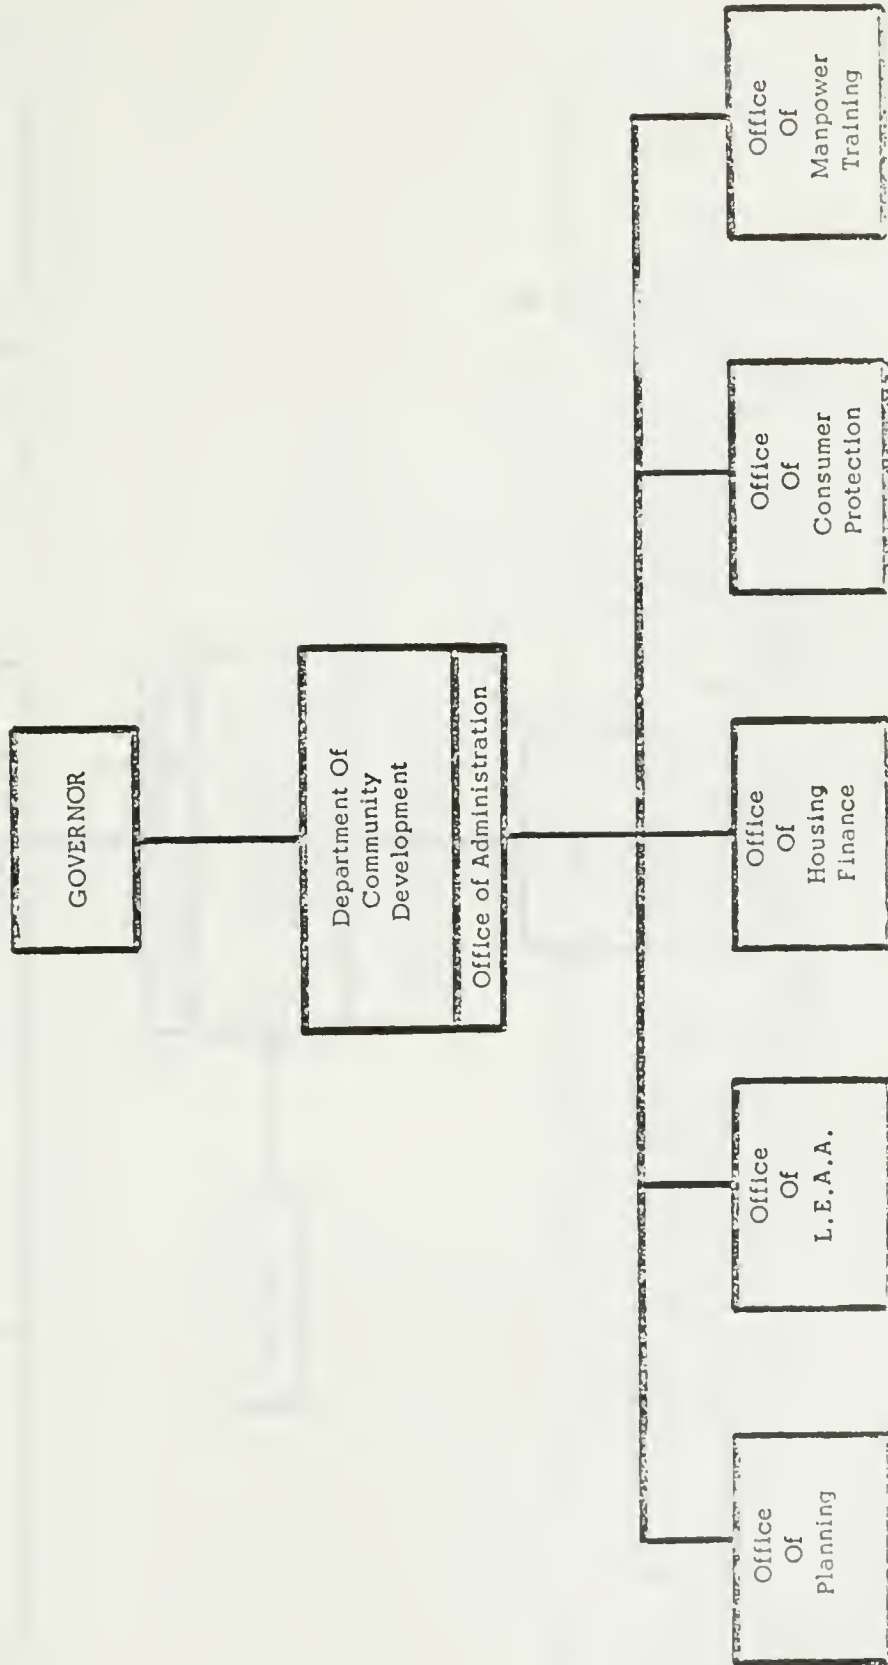 GOVERNOR
Department Of
Community
Development
Office of Administration
Office
Of
Planning
Office
Of
L.E.A.A.
Office
Of
Housing
Finance
Office
Of
Consumer
Protection
Office
Of
Manpower
Training